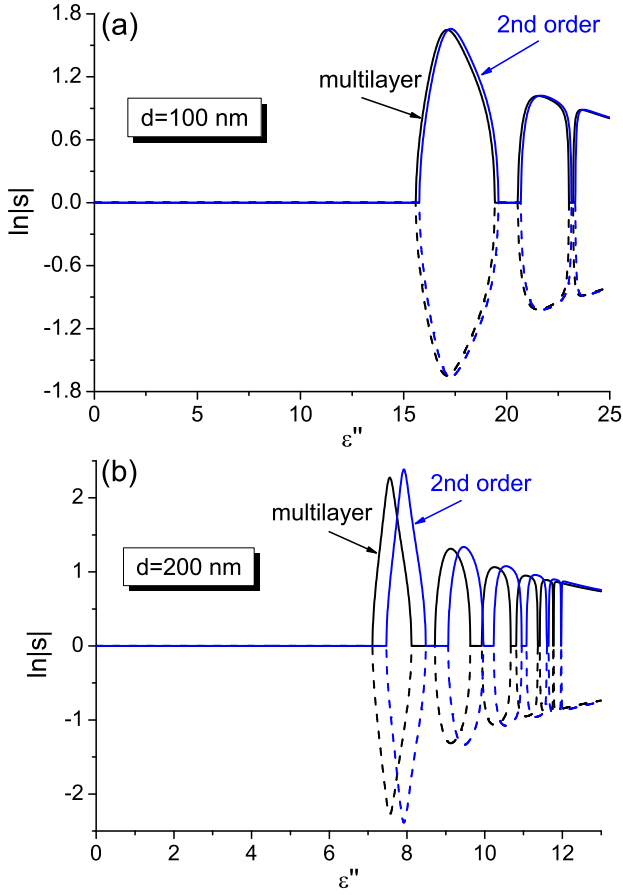 (a)
1.8
2nd order
multilayer
1.2
d=100 nm
0.6
ln|s|
0.0
-0.6
-1.2
-1.8
0 5 10 15 20 25
ε"
(b)
2
2nd order
multilayer
d=200 nm
1
ln|s|
0
-1
-2
0 2 4 6 8 10 12
ε"